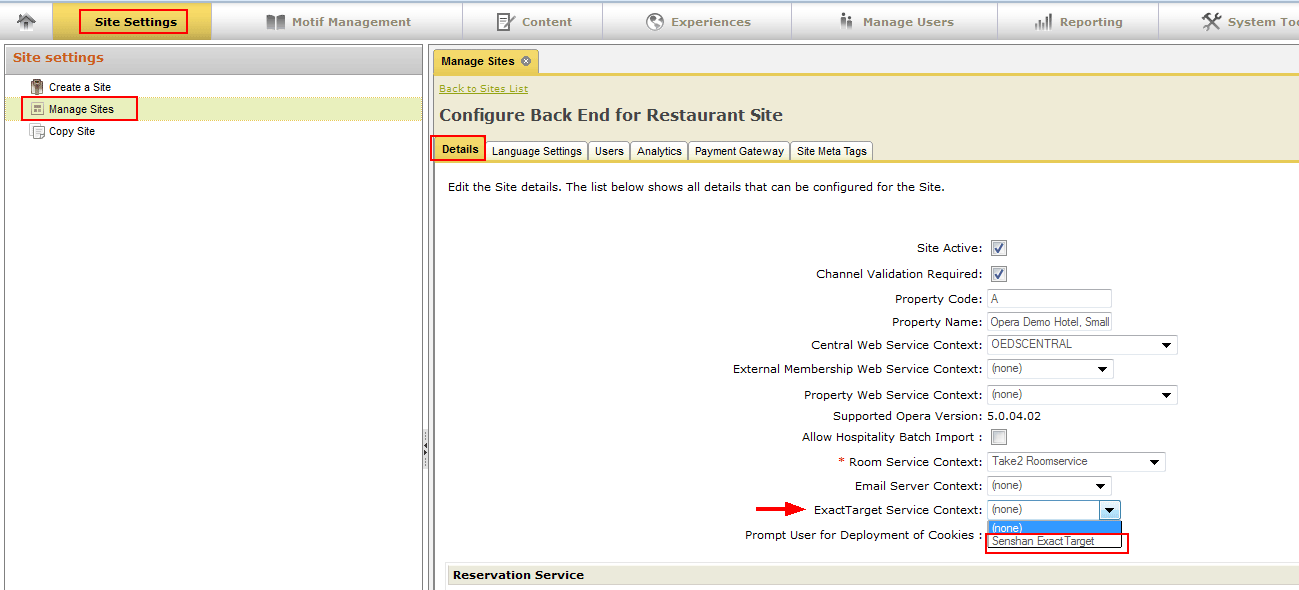 Site Settings
Motif Management
Content
Experiences
Manage Users
Reporting
System Too
Site settings
Create a Site
Manage Sites
Copy Site
Manage Sites
Back to Sites List
Configure Back End for Restaurant Site
Details
Language Settings
Users
Analytics
Payment Gateway
Site Meta Tags
Edit the Site details. The list below shows all details that can be configured for the Site.
Site Active:
Channel Validation Required:
Property Code: A
Property Name: Opera Demo Hotel, Small
Central Web Service Context: OEDSCENTRAL
External Membership Web Service Context: (none)
Property Web Service Context: (none)
Supported Opera Version: 5.0.04.02
Allow Hospitality Batch Import :
* Room Service Context: Take2 Roomservice
Email Server Context: (none)
ExactTarget Service Context: (none)
(none)
Prompt User for Deployment of Cookies : Senshan ExactTarget
Reservation Service